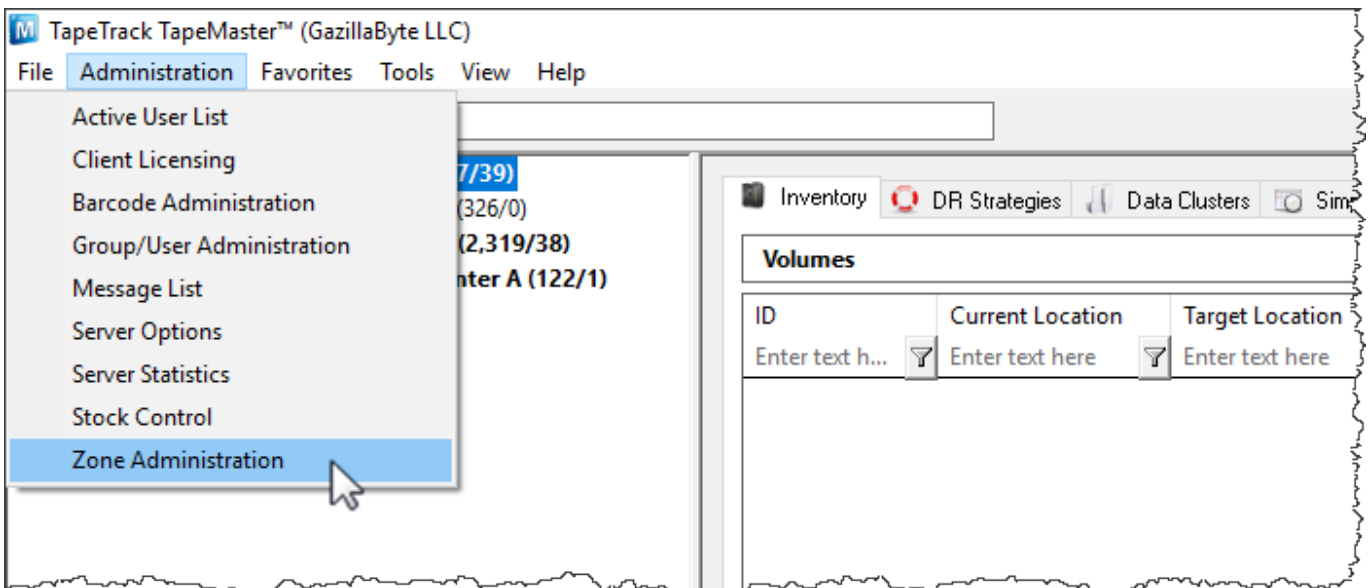 TapeTrack TapeMaster™ (GazillaByte LLC)
File Administration Favorites Tools View Help
Active User List
Client Licensing
Barcode Administration
Group/User Administration
Message List
Server Options
Server Statistics
Stock Control
Zone Administration
7/39)
(326/0)
(2,319/38)
nter A (122/1)
Inventory DR Strategies Data Clusters Sim
Volumes
ID Current Location Target Location
Enter text h... Enter text here Enter text here